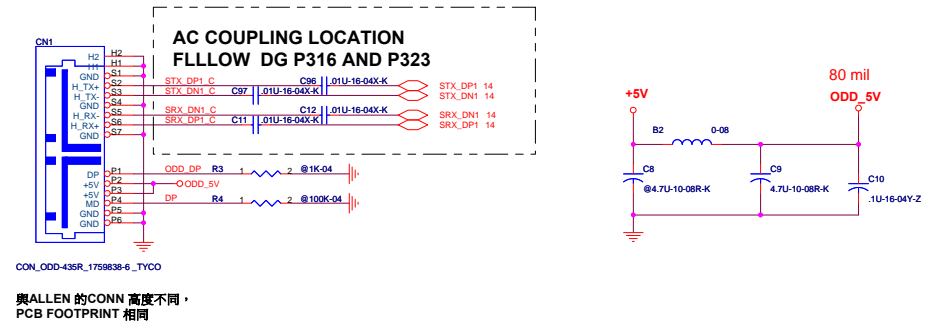 AC COUPLING LOCATION
FLLLOW DG P316 AND P323
CN1
H2 H2
H1 H1
GND S1
H_TX+ S2 STX_DP1_C C96 .01U-16-04X-K STX_DP1 14
H_TX- S3 STX_DN1_C C97 .01U-16-04X-K STX_DN1 14
GND S4
H_RX- S5 SRX_DN1_C C12 .01U-16-04X-K SRX_DN1 14
H_RX+ S6 SRX_DP1_C C11 .01U-16-04X-K SRX_DP1 14
GND S7
DP P1 ODD_DP R3 1 2 @1K-04
+5V P2 ODD_5V
+5V P3
MD P4 DP R4 1 2 @100K-04
GND P5
GND P6
CON_ODD-435R_1759838-6 _TYCO
與ALLEN 的CONN 高度不同,
PCB FOOTPRINT 相同
80 mil
+5V ODD_5V
B2 0-08
C8
@4.7U-10-08R-K
C9
4.7U-10-08R-K
C10
.1U-16-04Y-Z